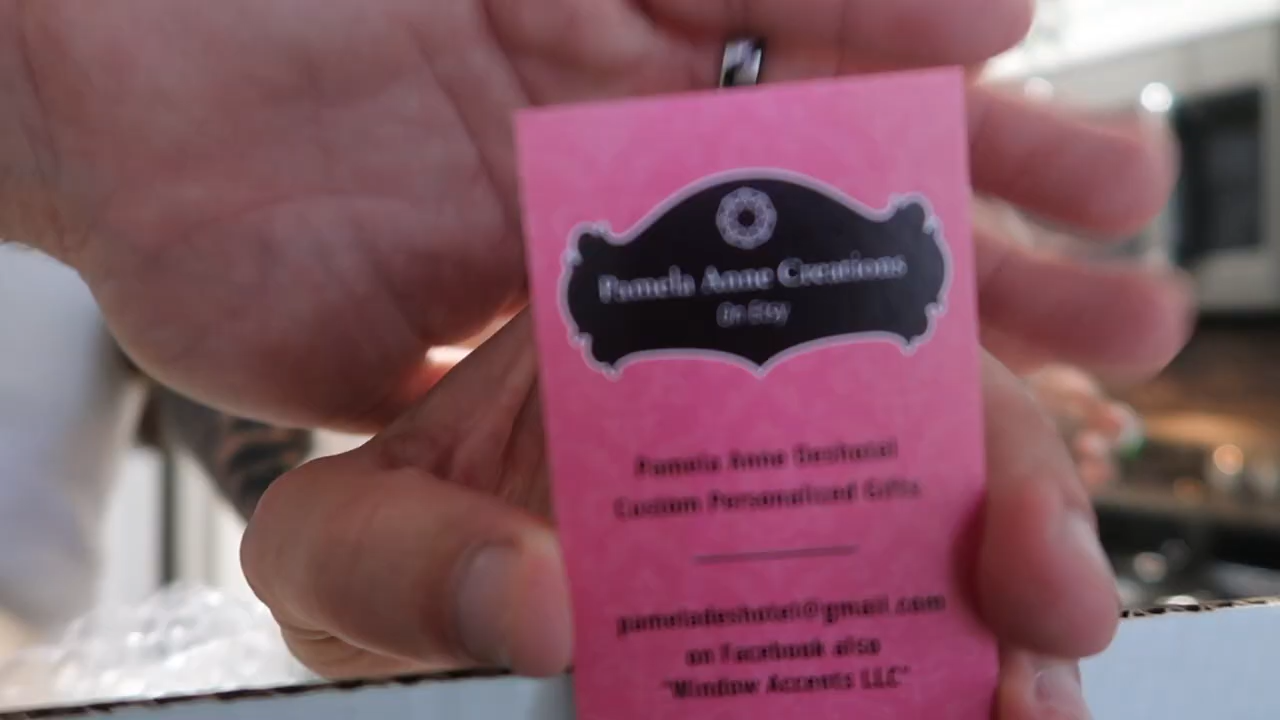 Pamela Anne Creations
On Etsy
Pamela Anne Deshotel
Custom Personalized Gifts
pameladeshotel@gmail.com
on Facebook also
"Window Accents LLC"